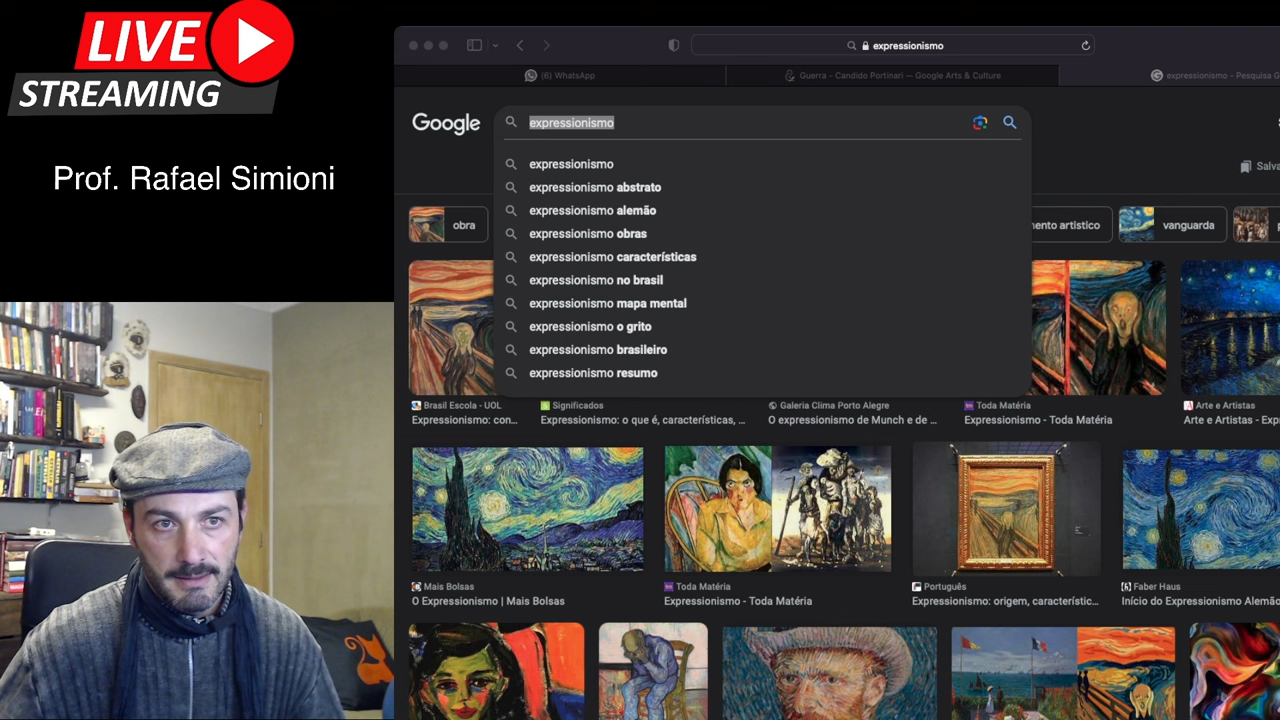 LIVE
STREAMING
Prof. Rafael Simioni
expressionismo
(6) WhatsApp
Guerra - Candido Portinari — Google Arts & Culture
expressionismo - Pesquisa G
Google
expressionismo
Salva
expressionismo
expressionismo abstrato
expressionismo alemão
expressionismo obras
expressionismo características
expressionismo no brasil
expressionismo mapa mental
expressionismo o grito
expressionismo brasileiro
expressionismo resumo
obra
nento artistico
vanguarda
Brasil Escola - UOL
Expressionismo: con...
Significados
Expressionismo: o que é, características, ...
Galeria Clima Porto Alegre
O expressionismo de Munch e de ...
Toda Matéria
Expressionismo - Toda Matéria
Arte e Artistas
Arte e Artistas - Exp
Mais Bolsas
O Expressionismo | Mais Bolsas
Toda Matéria
Expressionismo - Toda Matéria
Português
Expressionismo: origem, característic...
Faber Haus
Início do Expressionismo Alemão